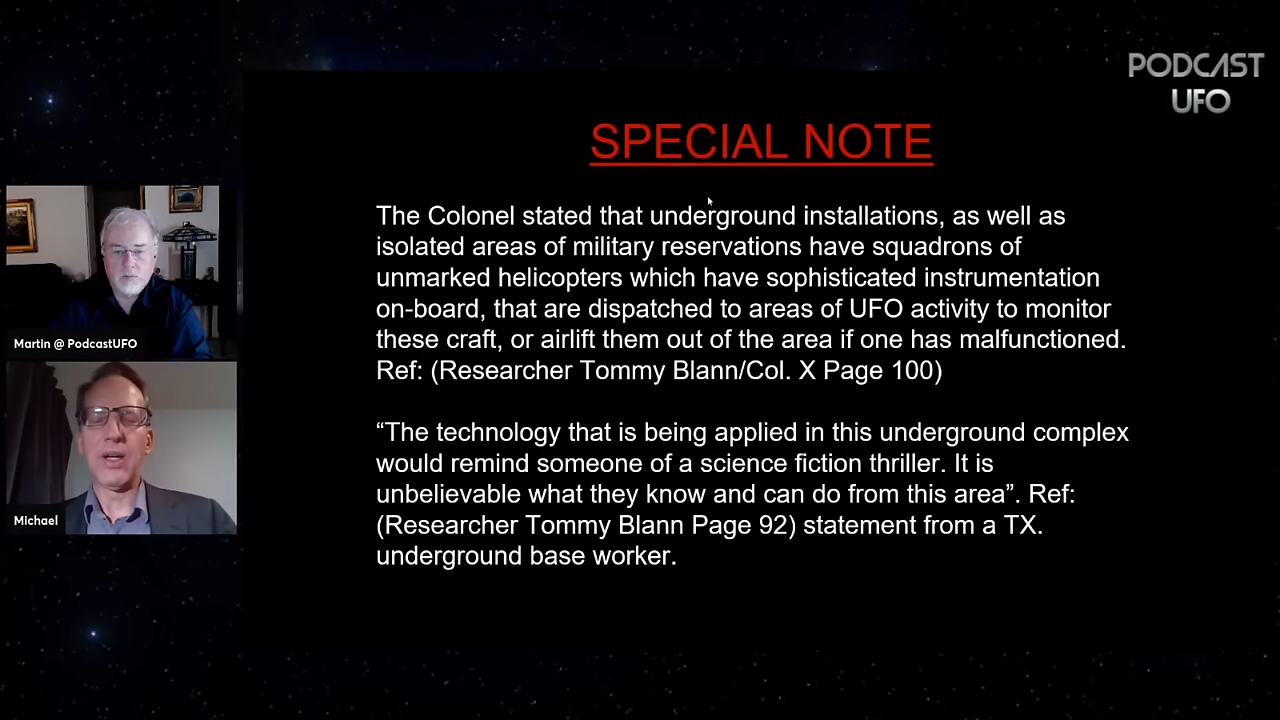 PODCAST
UFO
SPECIAL NOTE
The Colonel stated that underground installations, as well as
isolated areas of military reservations have squadrons of
unmarked helicopters which have sophisticated instrumentation
on-board, that are dispatched to areas of UFO activity to monitor
these craft, or airlift them out of the area if one has malfunctioned.
Ref: (Researcher Tommy Blann/Col. X Page 100)
“The technology that is being applied in this underground complex
would remind someone of a science fiction thriller. It is
unbelievable what they know and can do from this area”. Ref:
(Researcher Tommy Blann Page 92) statement from a TX.
underground base worker.
Martin @ PodcastUFO
Michael